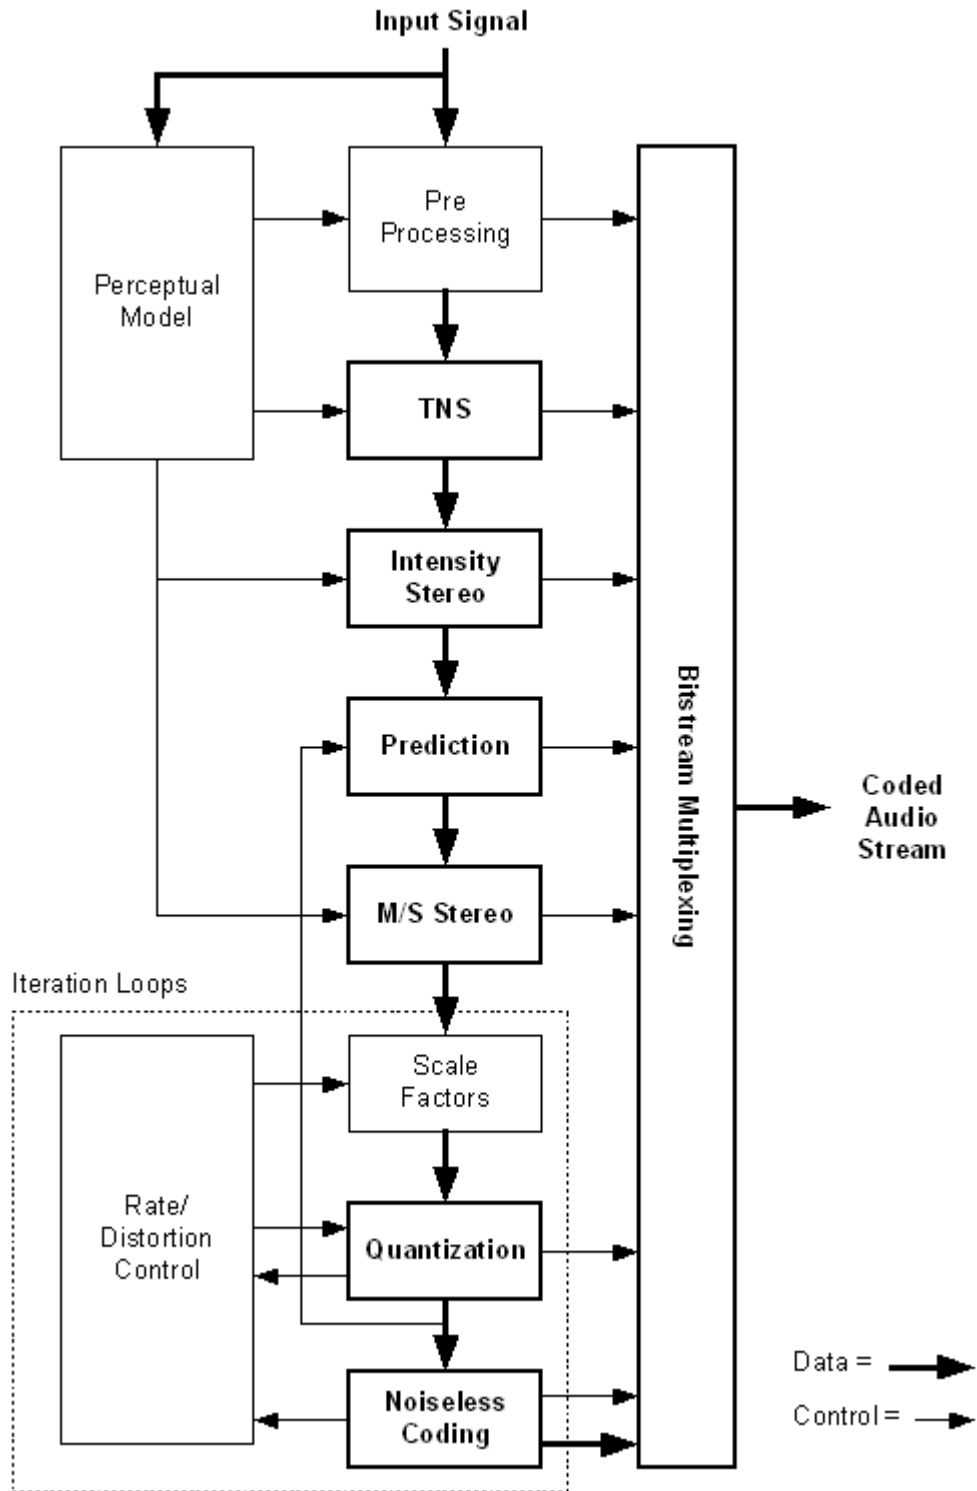 Input Signal
Pre
Processing
Perceptual
Model
TNS
Intensity
Stereo
Prediction
Bitstream Multiplexing
Coded
Audio
Stream
M/S Stereo
Iteration Loops
Scale
Factors
Rate/
Distortion
Control
Quantization
Noiseless
Coding
Data =
Control =